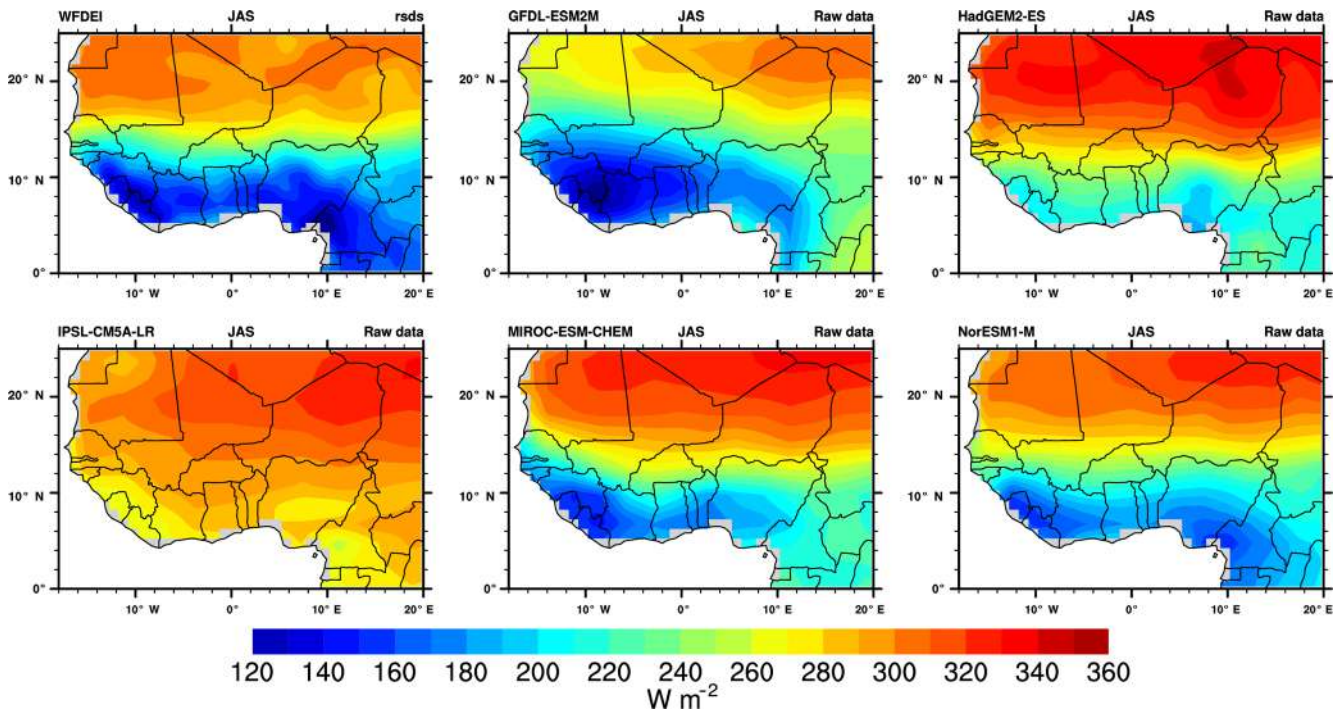 WFDEI JAS rsds GFDL-ESM2M JAS Raw data HadGEM2-ES JAS Raw data
20° N 20° N 20° N
10° N 10° N 10° N
0° 0° 0°
10° W 0° 10° E 20° E 10° W 0° 10° E 20° E 10° W 0° 10° E 20° E
IPSL-CM5A-LR JAS Raw data MIROC-ESM-CHEM JAS Raw data NorESM1-M JAS Raw data
20° N 20° N 20° N
10° N 10° N 10° N
0° 0° 0°
10° W 0° 10° E 20° E 10° W 0° 10° E 20° E 10° W 0° 10° E 20° E
120 140 160 180 200 220 240 260 280 300 320 340 360
W m⁻²